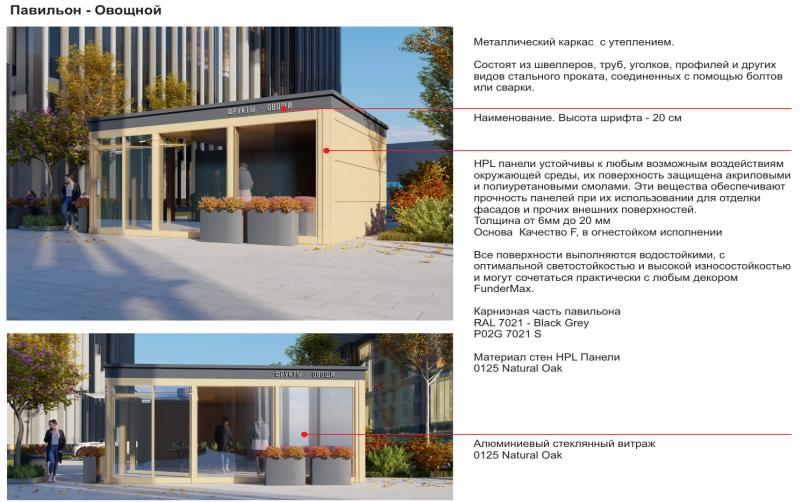 Павильон - Овощной
ФРУКТЫ - ОВОЩИ
Металлический каркас с утеплением.
Состоят из швеллеров, труб, уголков, профилей и других
видов стального проката, соединенных с помощью болтов
или сварки.
Наименование. Высота шрифта - 20 см
HPL панели устойчивы к любым возможным воздействиям
окружающей среды, их поверхность защищена акриловыми
и полиуретановыми смолами. Эти вещества обеспечивают
прочность панелей при их использовании для отделки
фасадов и прочих внешних поверхностей.
Толщина от 6мм до 20 мм
Основа Качество F, в огнестойком исполнении
Все поверхности выполняются водостойкими, с
оптимальной светостойкостью и высокой износостойкостью
и могут сочетаться практически с любым декором
FunderMax.
Карнизная часть павильона
RAL 7021 - Black Grey
P02G 7021 S
Материал стен HPL Панели
0125 Natural Oak
ФРУКТЫ - ОВОЩИ
Алюминиевый стеклянный витраж
0125 Natural Oak